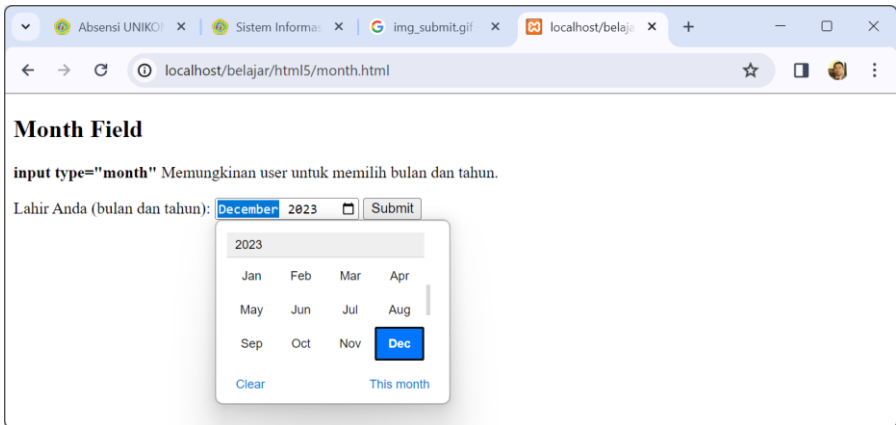 Absensi UNIKO
Sistem Informas
img_submit.gif
localhost/belaja
localhost/belajar/html5/month.html
Month Field
input type="month" Memungkinan user untuk memilih bulan dan tahun.
Lahir Anda (bulan dan tahun): December 2023 Submit
2023
Jan Feb Mar Apr
May Jun Jul Aug
Sep Oct Nov Dec
Clear This month